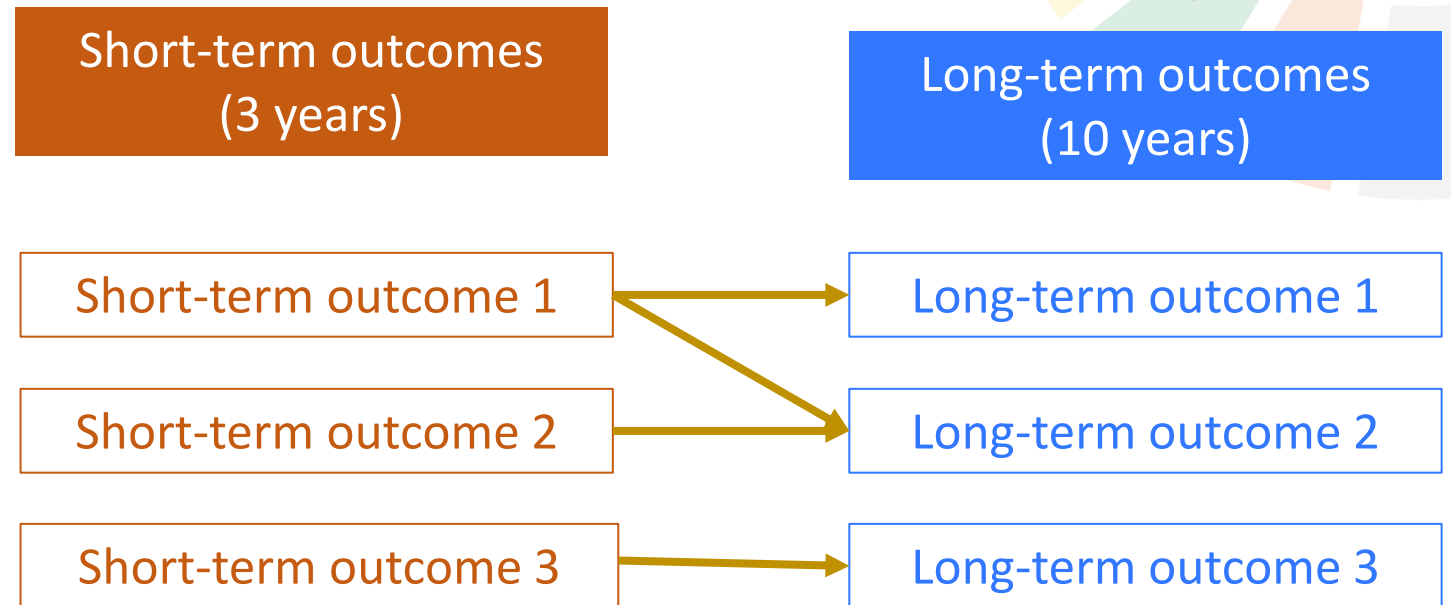 Short-term outcomes
(3 years)
Long-term outcomes
(10 years)
Short-term outcome 1
Long-term outcome 1
Short-term outcome 2
Long-term outcome 2
Short-term outcome 3
Long-term outcome 3